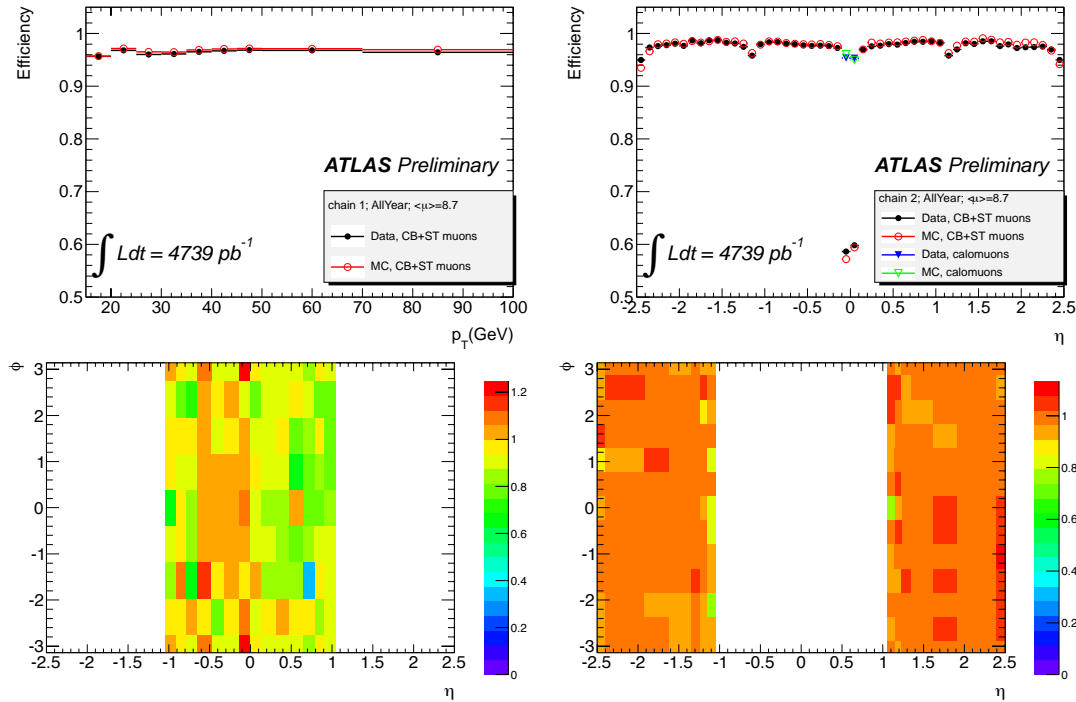 Efficiency
1
0.9
0.8
0.7
0.6
0.5
ATLAS Preliminary
chain 1; AllYear; <μ>=8.7
Data, CB+ST muons
MC, CB+ST muons
∫ Ldt = 4739 pb⁻¹
20 30 40 50 60 70 80 90 100
p_T(GeV)
Efficiency
1
0.9
0.8
0.7
0.6
0.5
ATLAS Preliminary
chain 2; AllYear; <μ>=8.7
Data, CB+ST muons
MC, CB+ST muons
Data, calomuons
MC, calomuons
∫ Ldt = 4739 pb⁻¹
-2.5 -2 -1.5 -1 -0.5 0 0.5 1 1.5 2 2.5
η
φ
3
2
1
0
-1
-2
-3
-2.5 -2 -1.5 -1 -0.5 0 0.5 1 1.5 2 2.5
η
1.2
1
0.8
0.6
0.4
0.2
0
φ
3
2
1
0
-1
-2
-3
-2.5 -2 -1.5 -1 -0.5 0 0.5 1 1.5 2 2.5
η
1
0.8
0.6
0.4
0.2
0